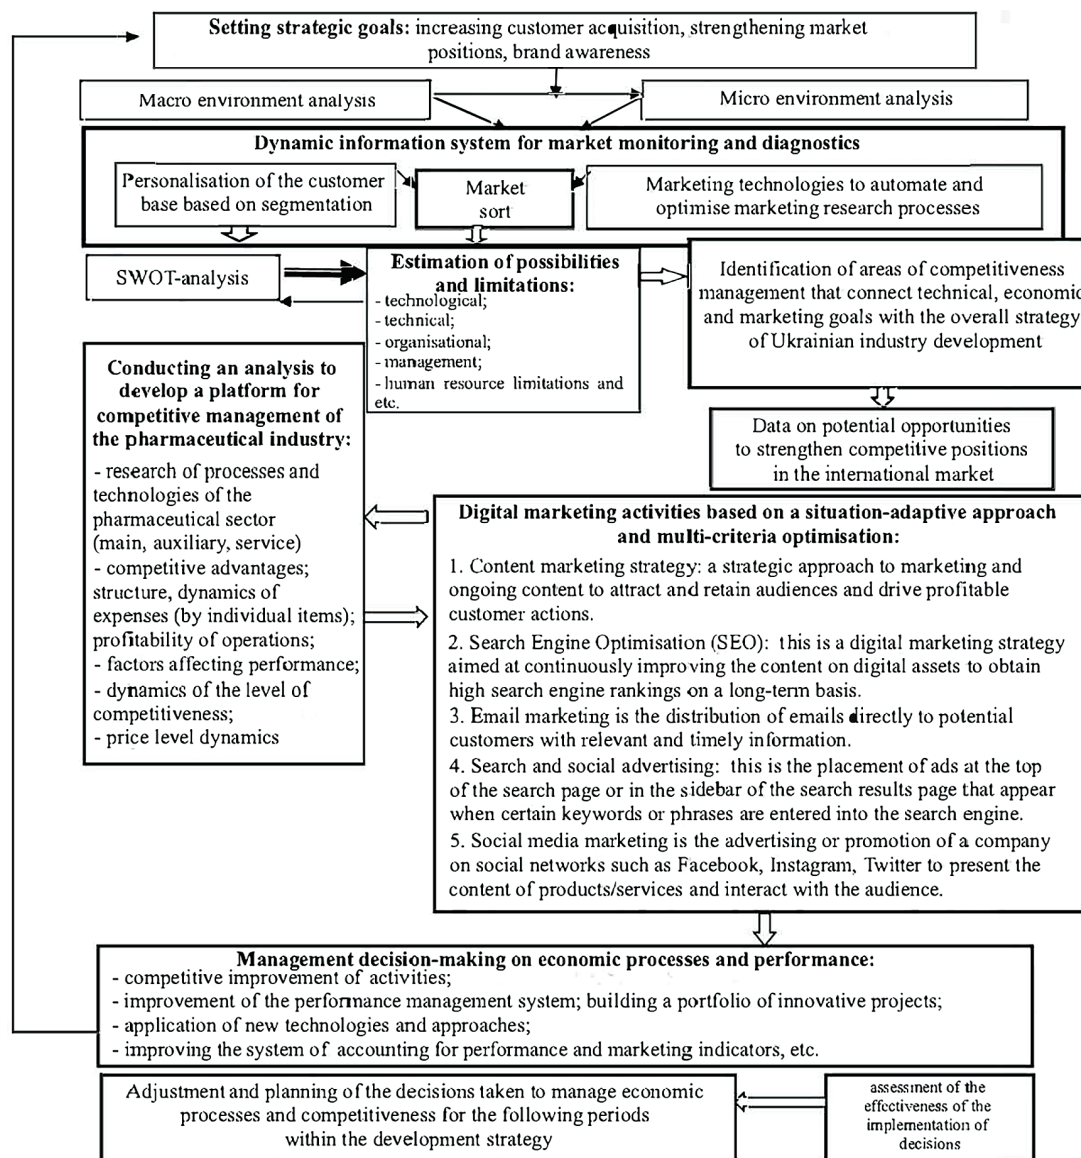 Setting strategic goals: increasing customer acquisition, strengthening market
positions, brand awareness
Macro environment analysis
Micro environment analysis
Dynamic information system for market monitoring and diagnostics
Personalisation of the customer
base based on segmentation
Market
sort
Marketing technologies to automate and
optimise marketing research processes
SWOT-analysis
Estimation of possibilities
and limitations:
- technological;
- technical;
- organisational;
- management;
- human resource limitations and
etc.
Identification of areas of competitiveness
management that connect technical, economic
and marketing goals with the overall strategy
of Ukrainian industry development
Data on potential opportunities
to strengthen competitive positions
in the international market
Conducting an analysis to
develop a platform for
competitive management of
the pharmaceutical industry:
- research of processes and
technologies of the
pharmaceutical sector
(main, auxiliary, service)
- competitive advantages;
structure, dynamics of
expenses (by individual items);
profitability of operations;
- factors affecting performance;
- dynamics of the level of
competitiveness;
- price level dynamics
Digital marketing activities based on a situation-adaptive approach
and multi-criteria optimisation:
1. Content marketing strategy: a strategic approach to marketing and
ongoing content to attract and retain audiences and drive profitable
customer actions.
2. Search Engine Optimisation (SEO): this is a digital marketing strategy
aimed at continuously improving the content on digital assets to obtain
high search engine rankings on a long-term basis.
3. Email marketing is the distribution of emails directly to potential
customers with relevant and timely information.
4. Search and social advertising: this is the placement of ads at the top
of the search page or in the sidebar of the search results page that appear
when certain keywords or phrases are entered into the search engine.
5. Social media marketing is the advertising or promotion of a company
on social networks such as Facebook, Instagram, Twitter to present the
content of products/services and interact with the audience.
Management decision-making on economic processes and performance:
- competitive improvement of activities;
- improvement of the performance management system; building a portfolio of innovative projects;
- application of new technologies and approaches;
- improving the system of accounting for performance and marketing indicators, etc.
Adjustment and planning of the decisions taken to manage economic
processes and competitiveness for the following periods
within the development strategy
assessment of the
effectiveness of the
implementation of
decisions